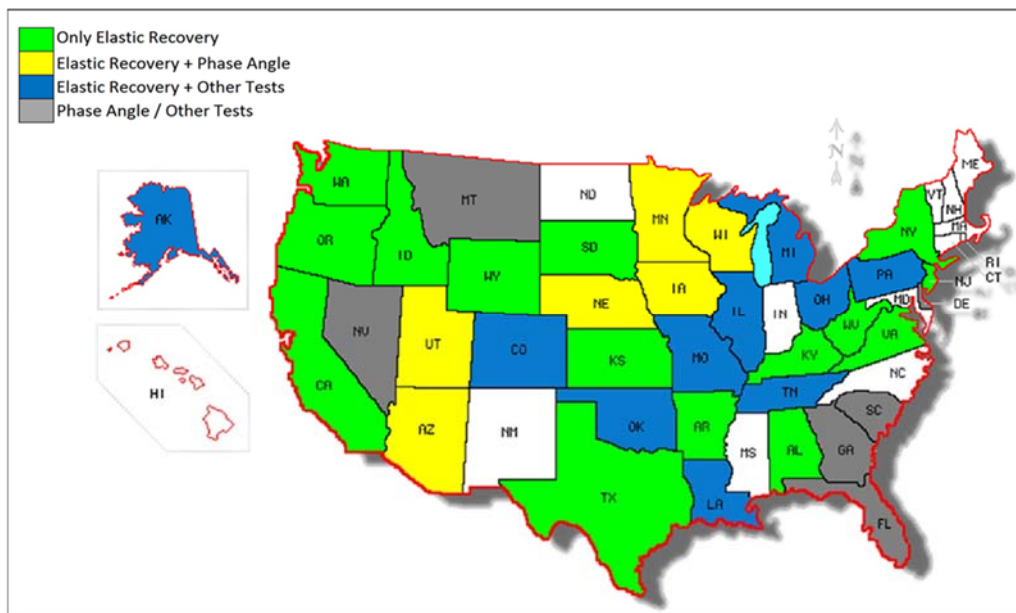 Only Elastic Recovery
Elastic Recovery + Phase Angle
Elastic Recovery + Other Tests
Phase Angle / Other Tests
N
N
ME
WA
MT
ND
MN
VT
NH
OR
ID
SD
WI
MI
NY
MA
RI
CT
AK
WY
IA
PA
NJ
NV
UT
NE
IL
IN
OH
MD
DE
CO
KS
MO
WV
VA
KY
HI
CA
NC
TN
AZ
NM
OK
AR
SC
MS
AL
GA
TX
LA
FL